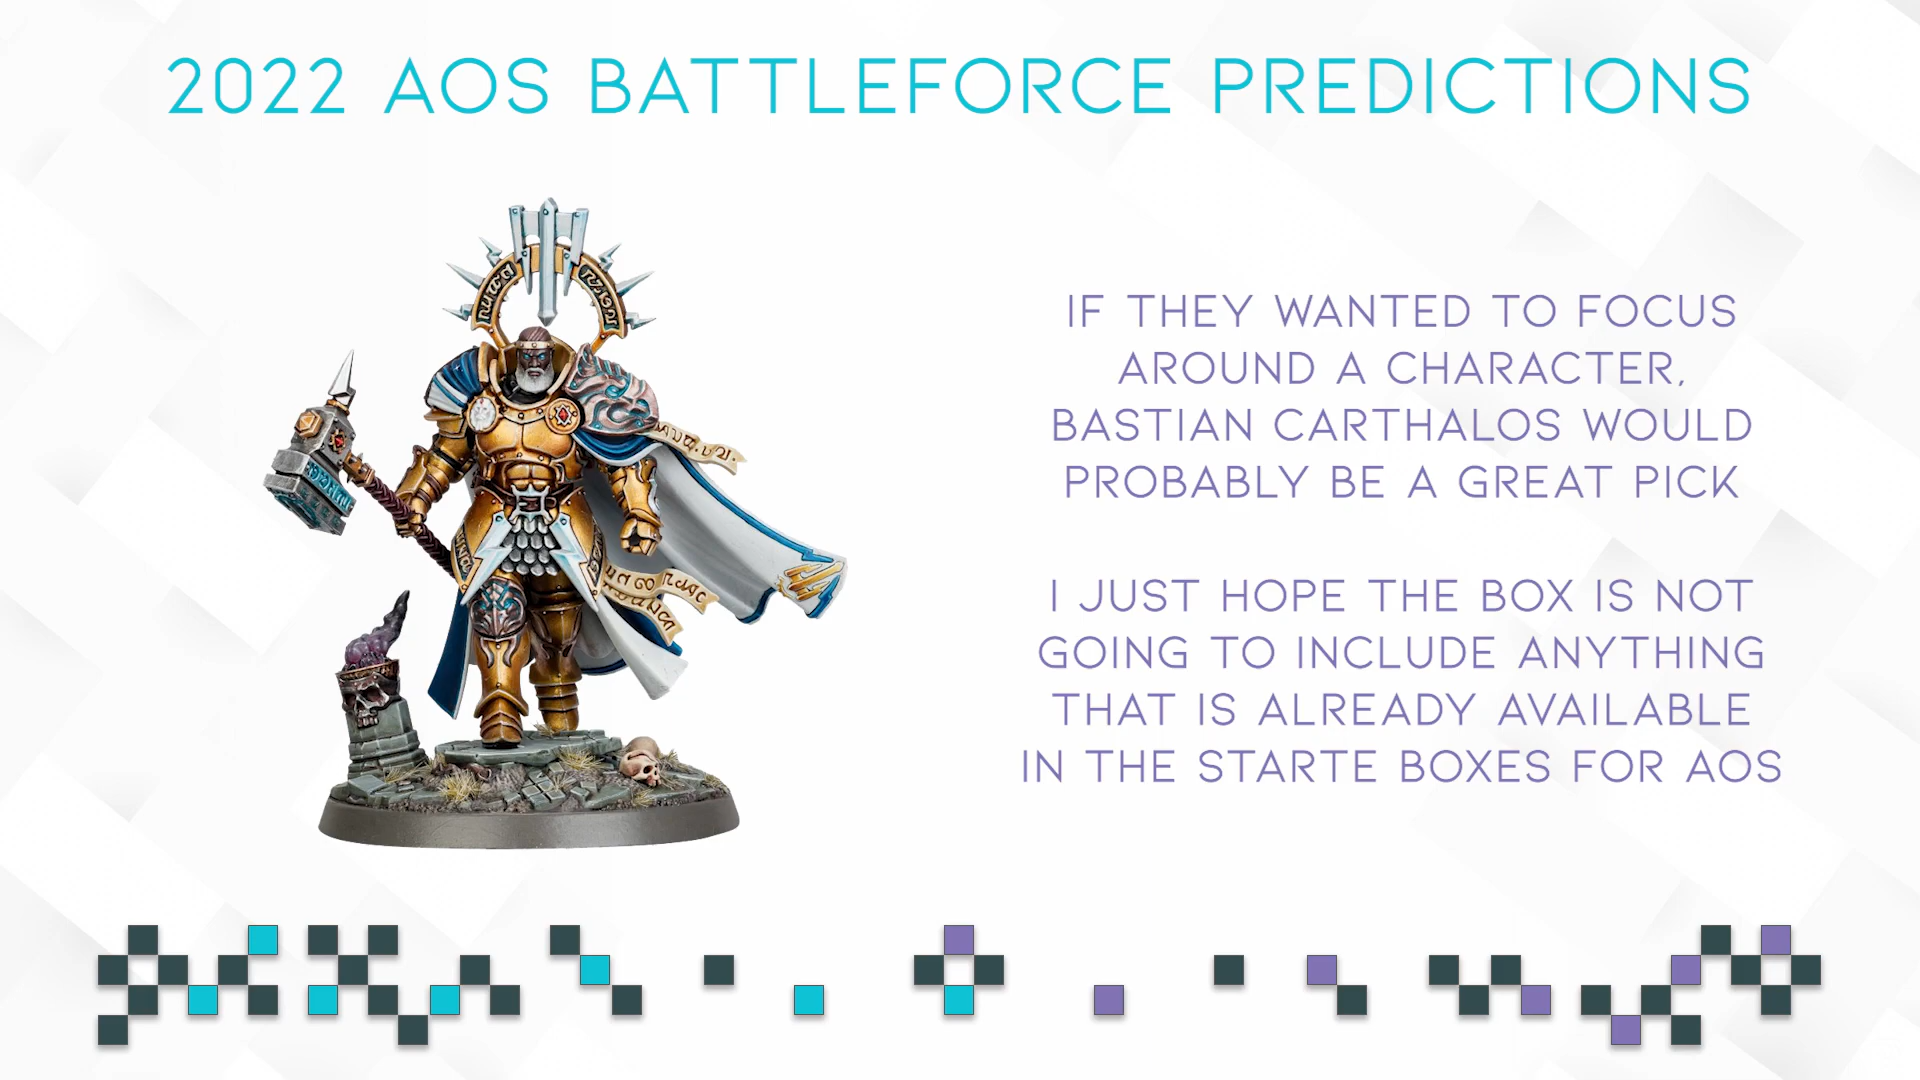 2022 AOS BATTLEFORCE PREDICTIONS
IF THEY WANTED TO FOCUS
AROUND A CHARACTER,
BASTIAN CARTHALOS WOULD
PROBABLY BE A GREAT PICK
I JUST HOPE THE BOX IS NOT
GOING TO INCLUDE ANYTHING
THAT IS ALREADY AVAILABLE
IN THE STARTE BOXES FOR AOS